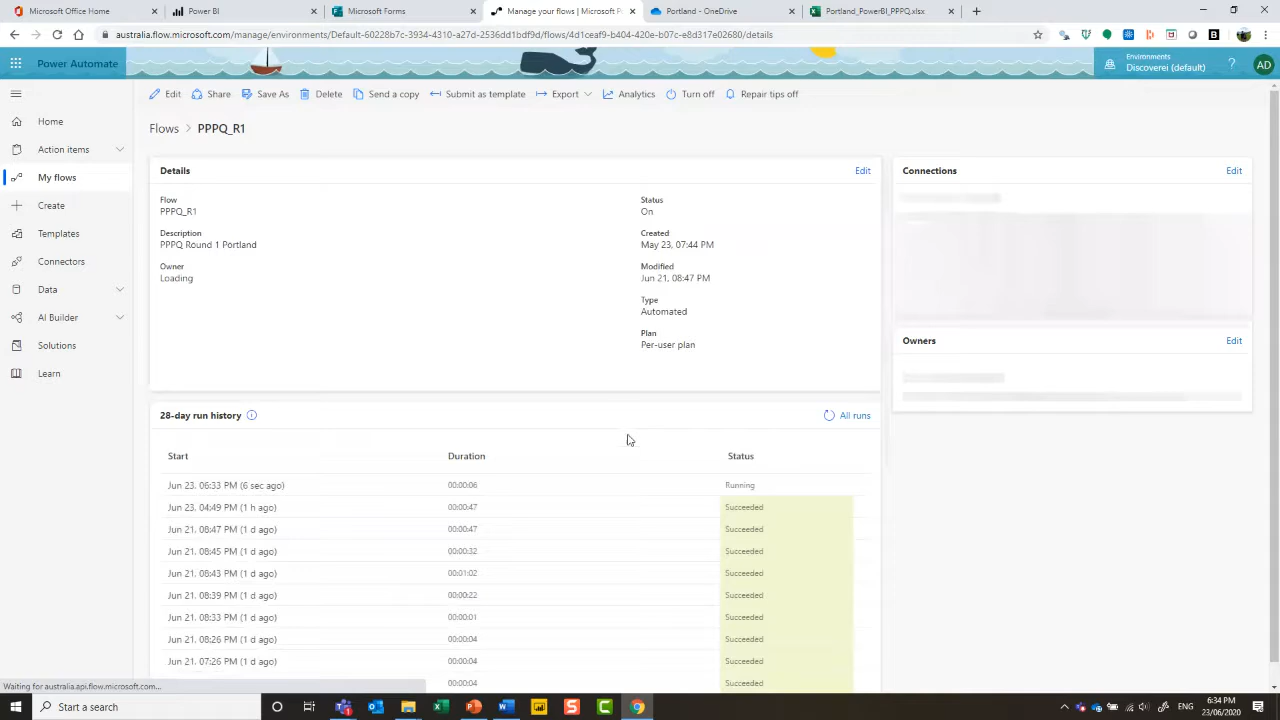 Microsoft Office Home
Power BI
Microsoft Forms
Manage your flows | Microsoft P
Portland - OneDrive
Portland_PowerBI_PPPQ.xlsx
australia.flow.microsoft.com/manage/environments/Default-60228b7c-3934-4310-a27d-2536dd1bdf9d/flows/4d1ceaf9-b404-420e-b07c-e8d317e02680/details
Power Automate
Environments
Discoverei (default)
?
AD
Edit
Share
Save As
Delete
Send a copy
Submit as template
Export
Analytics
Turn off
Repair tips off
Home
Action items
My flows
Create
Templates
Connectors
Data
AI Builder
Solutions
Learn
Flows > PPPQ_R1
Details
Edit
Flow
PPPQ_R1
Description
PPPQ Round 1 Portland
Owner
Loading
Status
On
Created
May 23, 07:44 PM
Modified
Jun 21, 08:47 PM
Type
Automated
Plan
Per-user plan
Connections
Edit
Owners
Edit
28-day run history
All runs
Start Duration Status
Jun 23, 06:33 PM (6 sec ago) 00:00:06 Running
Jun 23, 04:49 PM (1 h ago) 00:00:47 Succeeded
Jun 21, 08:47 PM (1 d ago) 00:00:47 Succeeded
Jun 21, 08:45 PM (1 d ago) 00:00:32 Succeeded
Jun 21, 08:43 PM (1 d ago) 00:01:02 Succeeded
Jun 21, 08:39 PM (1 d ago) 00:00:22 Succeeded
Jun 21, 08:33 PM (1 d ago) 00:00:01 Succeeded
Jun 21, 08:26 PM (1 d ago) 00:00:04 Succeeded
Jun 21, 07:26 PM (1 d ago) 00:00:04 Succeeded
00:00:04 Succeeded
Waiting for australia.api.flow.microsoft.com...
Start a search
ENG
6:34 PM
23/06/2020